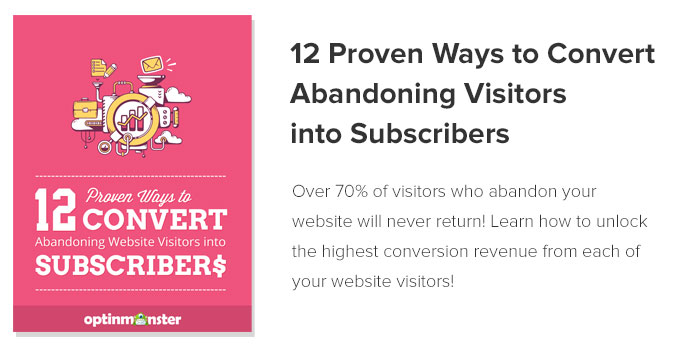 12 Proven Ways to
CONVERT
Abandoning Website Visitors into
SUBSCRIBER$
optinmonster
12 Proven Ways to Convert
Abandoning Visitors
into Subscribers
Over 70% of visitors who abandon your
website will never return! Learn how to unlock
the highest conversion revenue from each of
your website visitors!